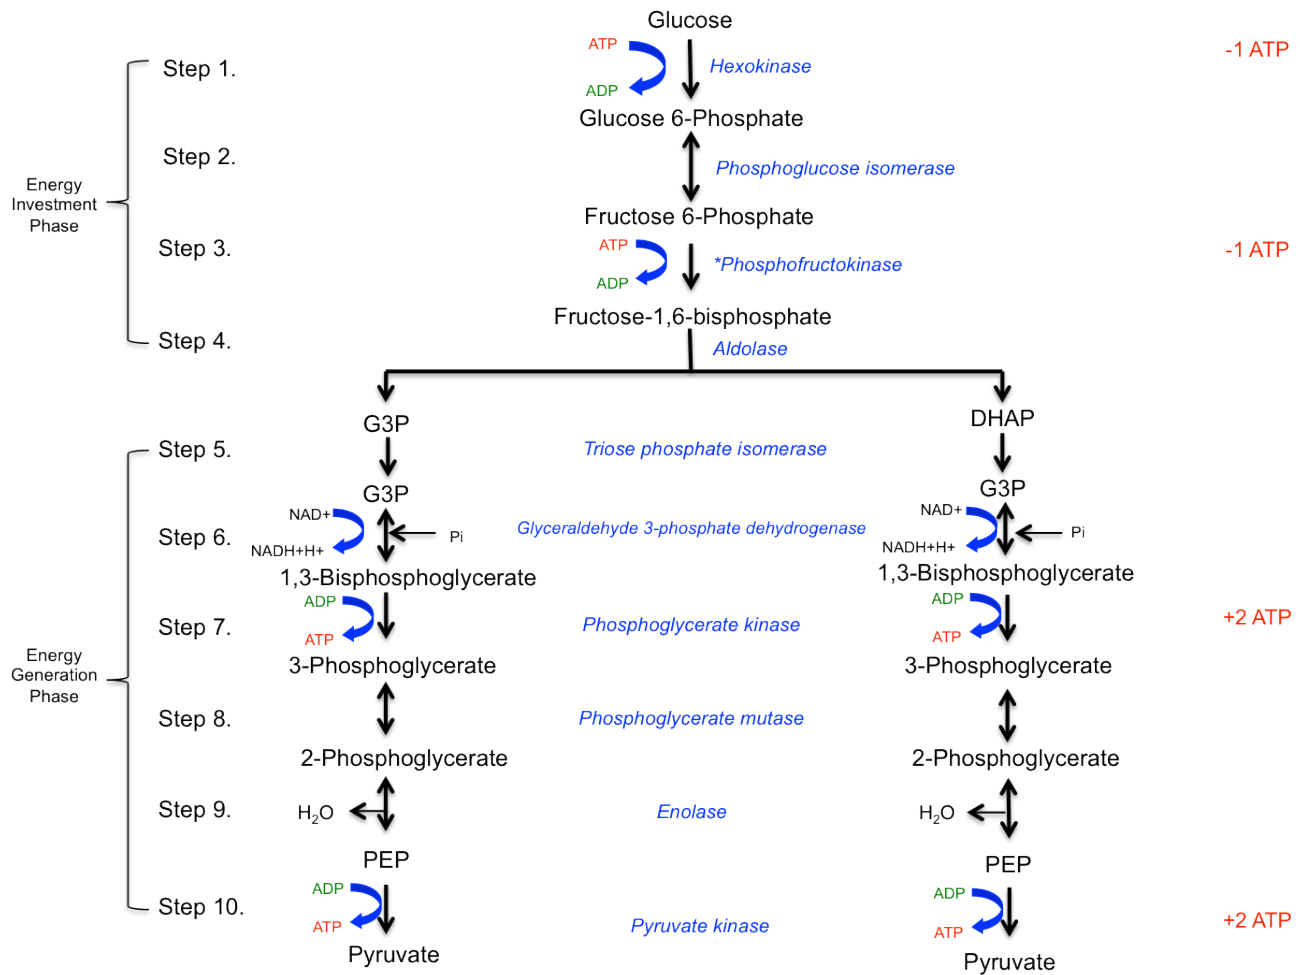 Glucose
ATP
-1 ATP
Step 1.
Hexokinase
ADP
Glucose 6-Phosphate
Step 2.
Phosphoglucose isomerase
Energy
Investment
Phase
Fructose 6-Phosphate
Step 3.
ATP
-1 ATP
*Phosphofructokinase
ADP
Fructose-1,6-bisphosphate
Step 4.
Aldolase
G3P
DHAP
Step 5.
Triose phosphate isomerase
G3P
G3P
NAD+
NAD+
Step 6.
Glyceraldehyde 3-phosphate dehydrogenase
Pi
Pi
NADH+H+
NADH+H+
1,3-Bisphosphoglycerate
1,3-Bisphosphoglycerate
ADP
ADP
Step 7.
Phosphoglycerate kinase
+2 ATP
ATP
ATP
Energy
Generation
Phase
3-Phosphoglycerate
3-Phosphoglycerate
Step 8.
Phosphoglycerate mutase
2-Phosphoglycerate
2-Phosphoglycerate
Step 9.
H₂O
Enolase
H₂O
PEP
PEP
ADP
ADP
Step 10.
ATP
Pyruvate kinase
ATP
+2 ATP
Pyruvate
Pyruvate